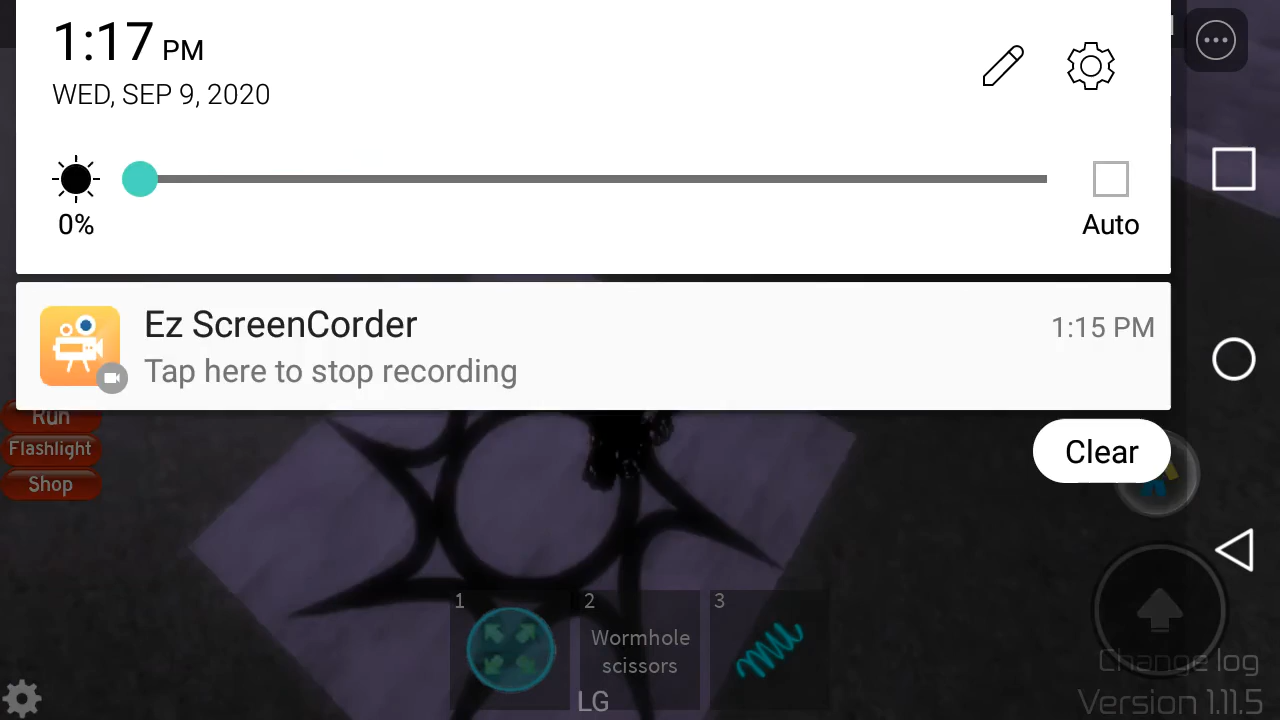 1:17 PM
WED, SEP 9, 2020
0%
Auto
Ez ScreenCorder
1:15 PM
Tap here to stop recording
Run
Flashlight
Shop
Clear
1
2
3
Wormhole
scissors
LG
Change log
Version 1.11.5